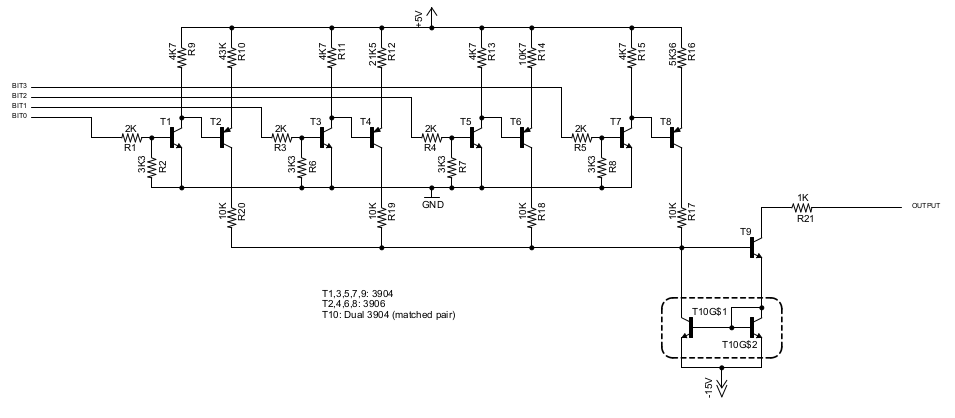 +5V
4K7 R9
43K R10
4K7 R11
21K5 R12
4K7 R13
10K7 R14
4K7 R15
5K36 R16
BIT3
BIT2
BIT1
BIT0
T1
T2
T3
T4
T5
T6
T7
T8
2K
R1
2K
R3
2K
R4
2K
R5
3K3 R2
3K3 R6
3K3 R7
3K3 R8
GND
10K R20
10K R19
10K R18
10K R17
1K
R21
OUTPUT
T9
T1,3,5,7,9: 3904
T2,4,6,8: 3906
T10: Dual 3904 (matched pair)
T10G$1
T10G$2
-15V